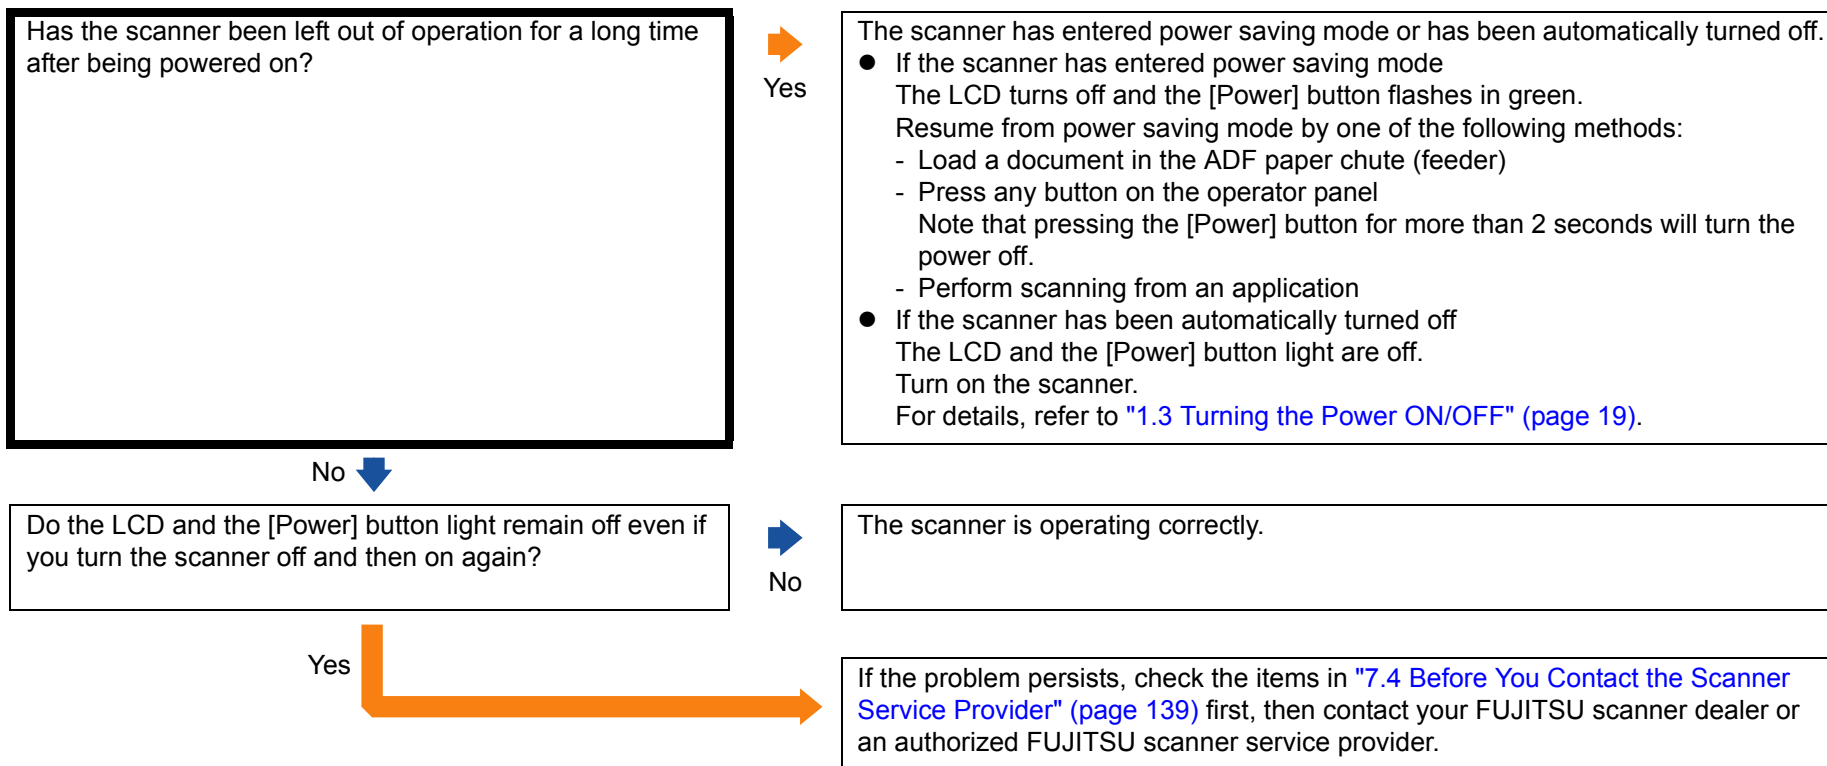 Has the scanner been left out of operation for a long time
after being powered on?
Yes
The scanner has entered power saving mode or has been automatically turned off.
● If the scanner has entered power saving mode
The LCD turns off and the [Power] button flashes in green.
Resume from power saving mode by one of the following methods:
- Load a document in the ADF paper chute (feeder)
- Press any button on the operator panel
Note that pressing the [Power] button for more than 2 seconds will turn the
power off.
- Perform scanning from an application
● If the scanner has been automatically turned off
The LCD and the [Power] button light are off.
Turn on the scanner.
For details, refer to "1.3 Turning the Power ON/OFF" (page 19).
No
Do the LCD and the [Power] button light remain off even if
you turn the scanner off and then on again?
No
The scanner is operating correctly.
Yes
If the problem persists, check the items in "7.4 Before You Contact the Scanner
Service Provider" (page 139) first, then contact your FUJITSU scanner dealer or
an authorized FUJITSU scanner service provider.